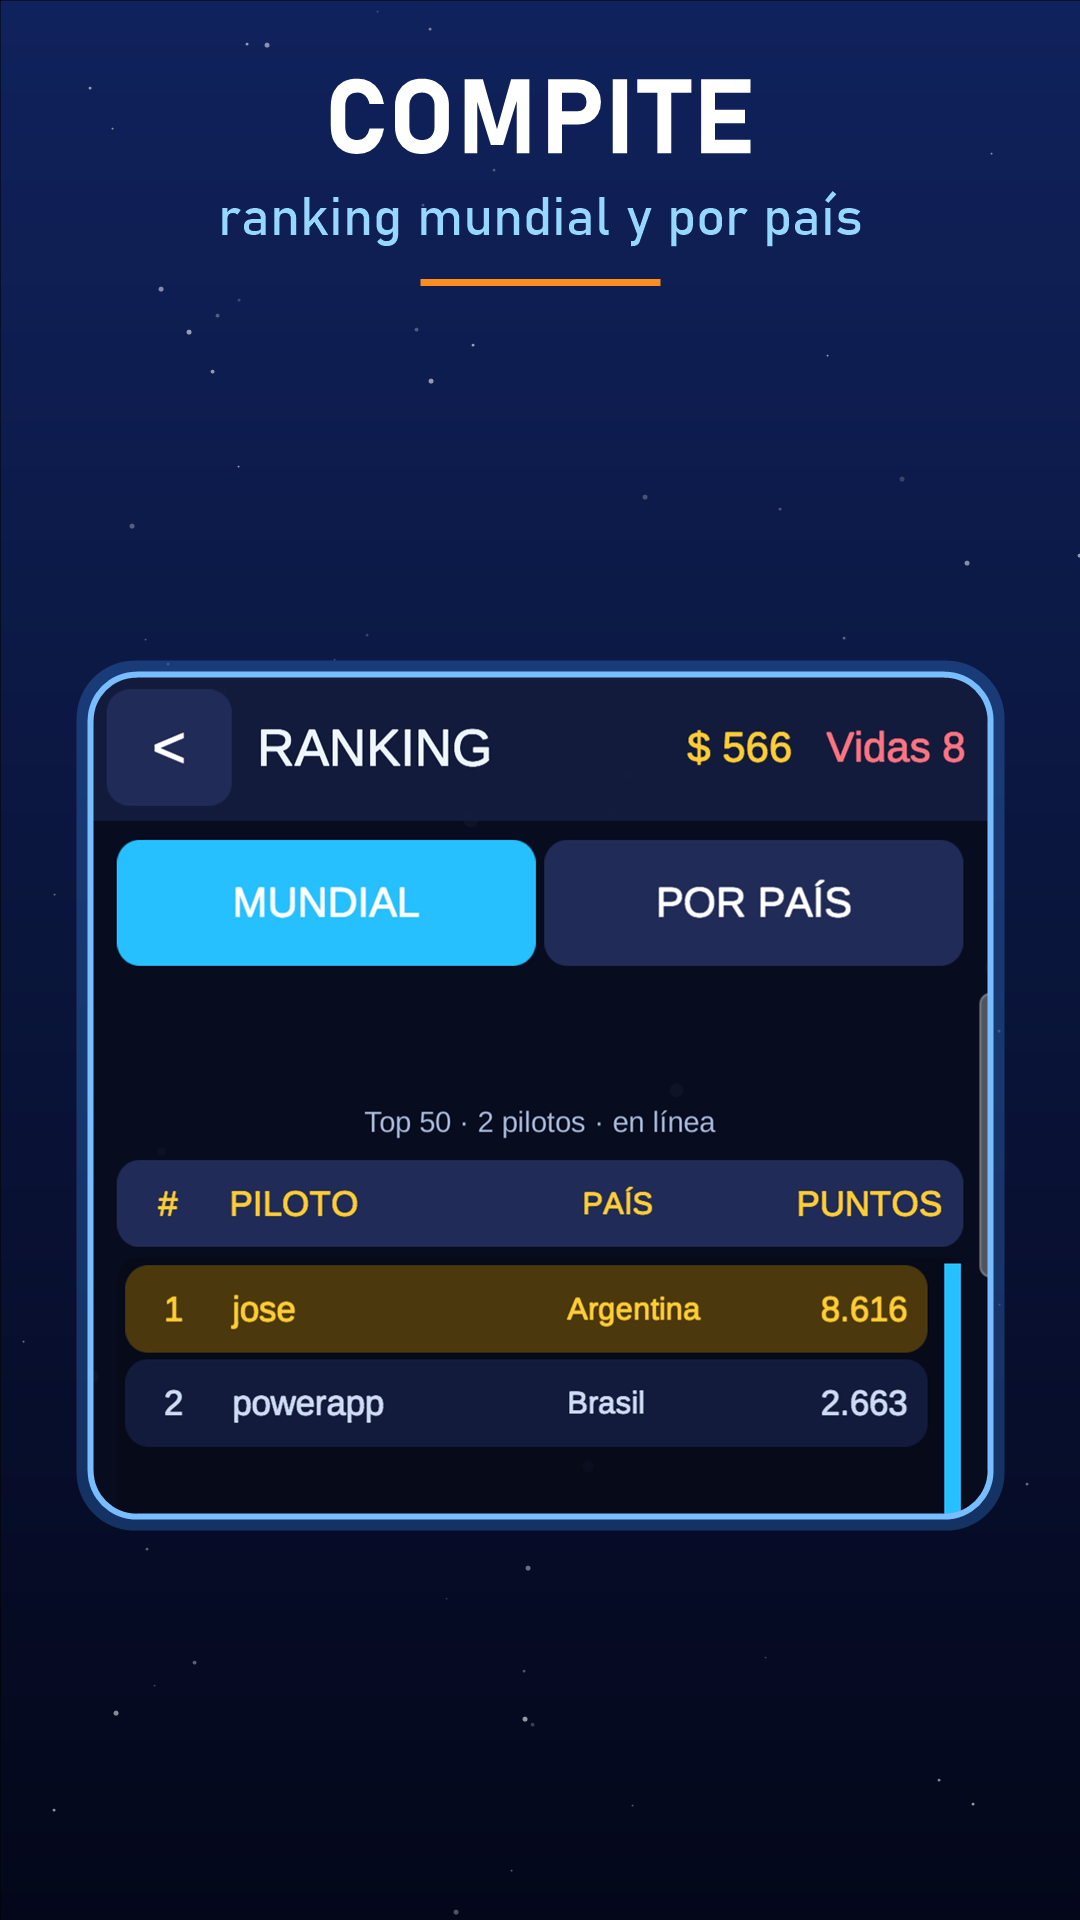 COMPITE
ranking mundial y por país
< RANKING $ 566 Vidas 8
MUNDIAL POR PAÍS
Top 50 · 2 pilotos · en línea
# PILOTO PAÍS PUNTOS
1 jose Argentina 8.616
2 powerapp Brasil 2.663